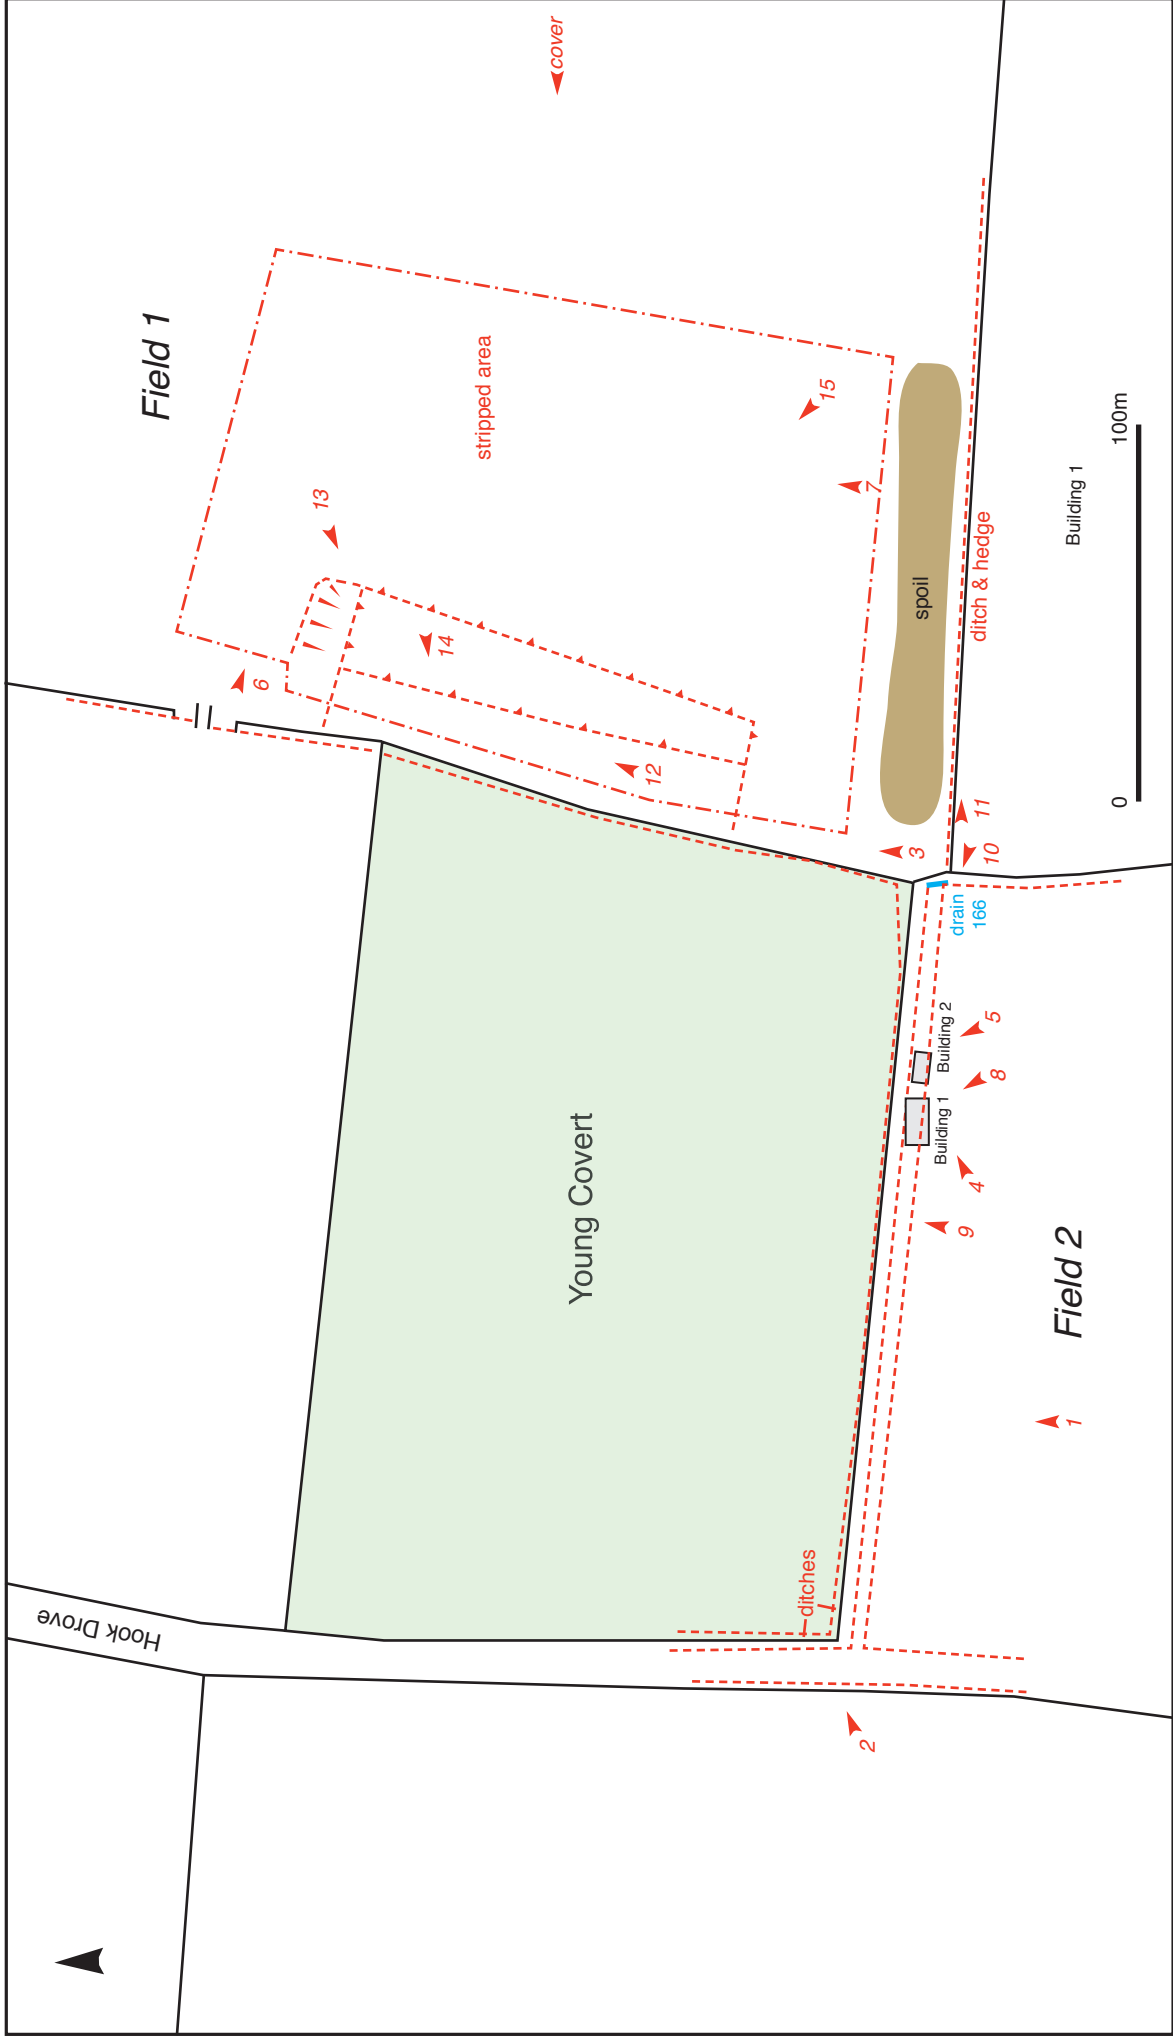 cover
Field 1
stripped area
15
7
13
14
6
12
3
spoil
ditch & hedge
Building 1
100m
0
11
10
drain
166
Young Covert
Building 2
5
8
Building 1
4
9
Field 2
1
ditches
Hook Drove
2